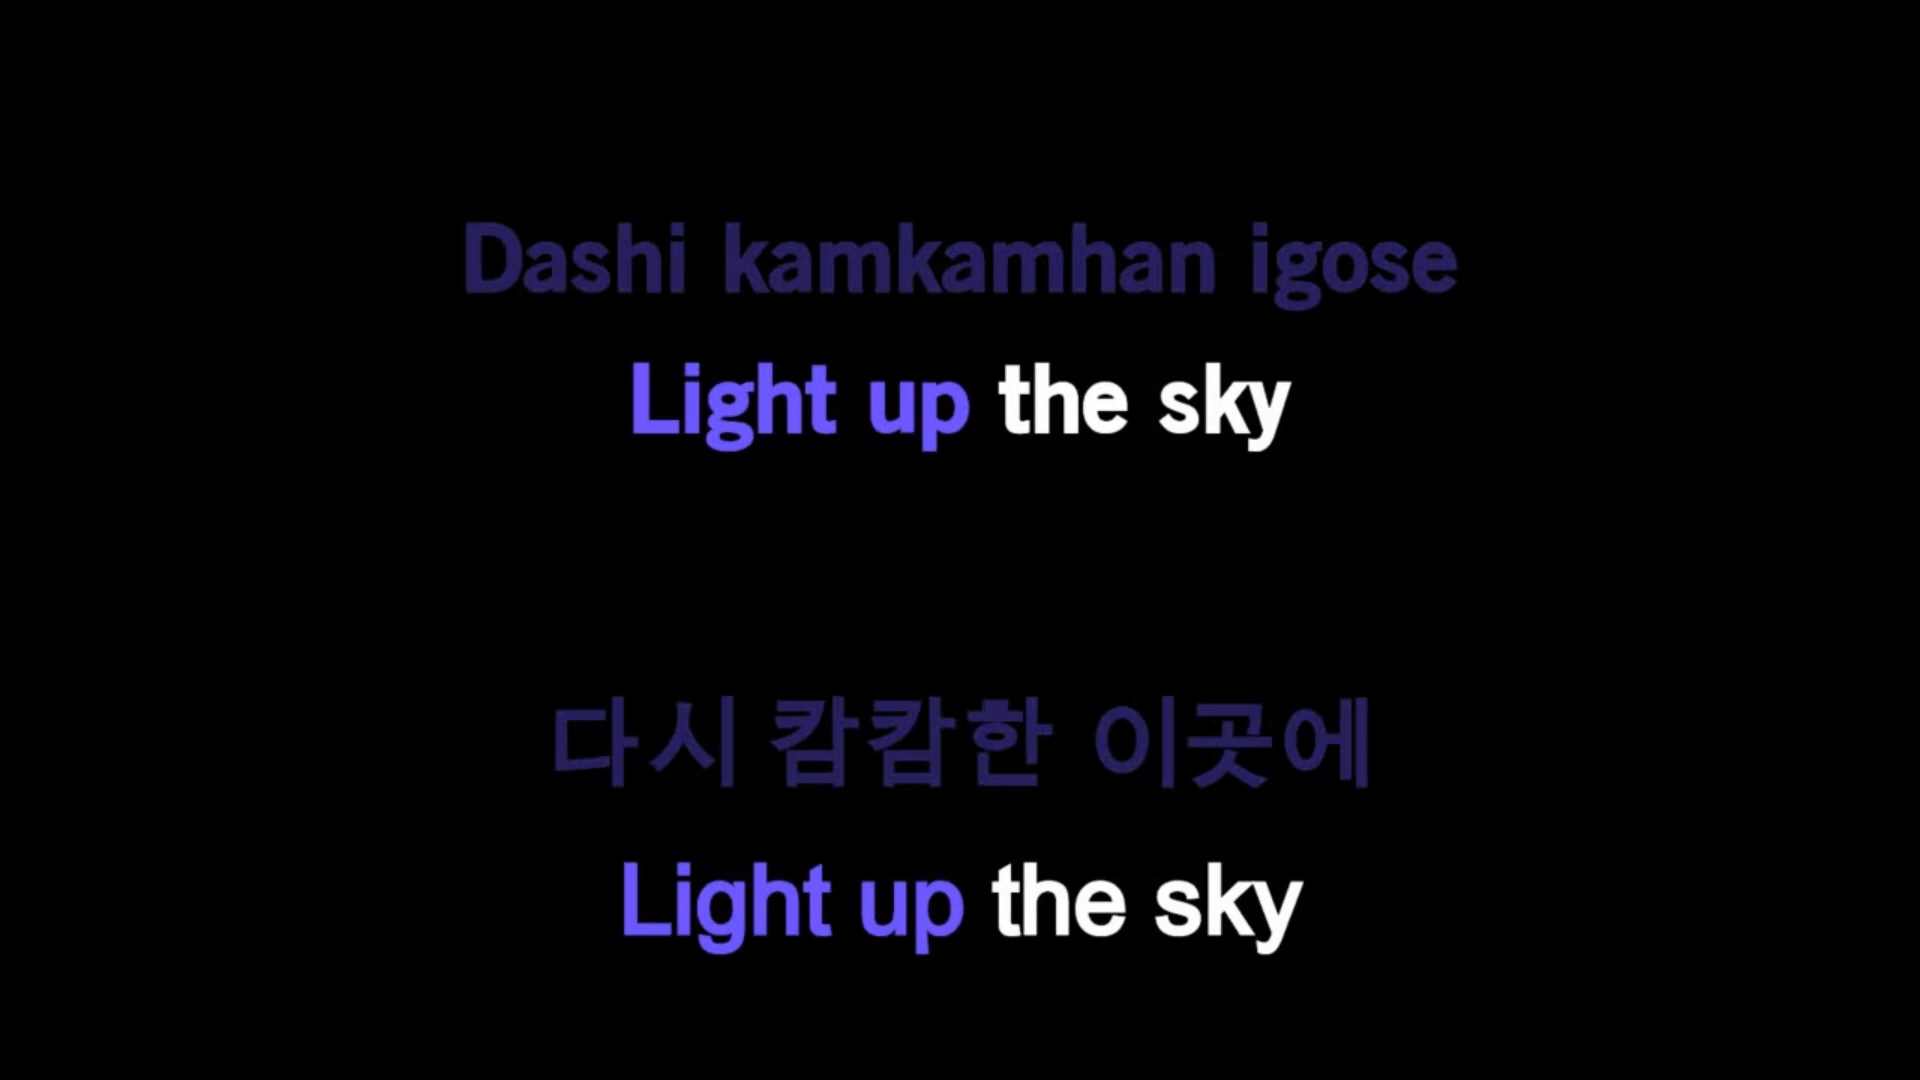 Dashi kamkamhan igose
Light up the sky
다시 캄캄한 이곳에
Light up the sky